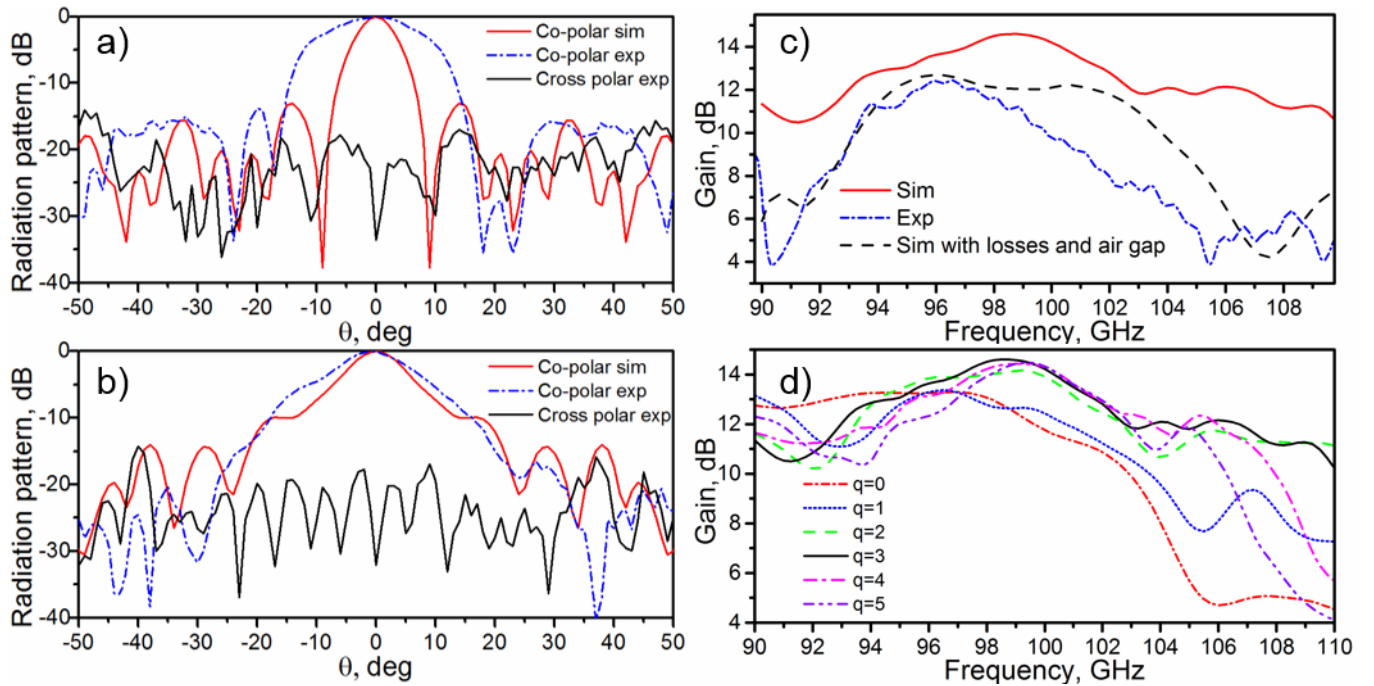 a)
Radiation pattern, dB
0
-10
-20
-30
-40
Co-polar sim
Co-polar exp
Cross polar exp
-50 -40 -30 -20 -10 0 10 20 30 40 50
θ, deg
b)
Radiation pattern, dB
0
-10
-20
-30
-40
Co-polar sim
Co-polar exp
Cross polar exp
-50 -40 -30 -20 -10 0 10 20 30 40 50
θ, deg
c)
Gain, dB
14
12
10
8
6
4
Sim
Exp
Sim with losses and air gap
90 92 94 96 98 100 102 104 106 108
Frequency, GHz
d)
Gain, dB
14
12
10
8
6
4
q=0
q=1
q=2
q=3
q=4
q=5
90 92 94 96 98 100 102 104 106 108 110
Frequency, GHz